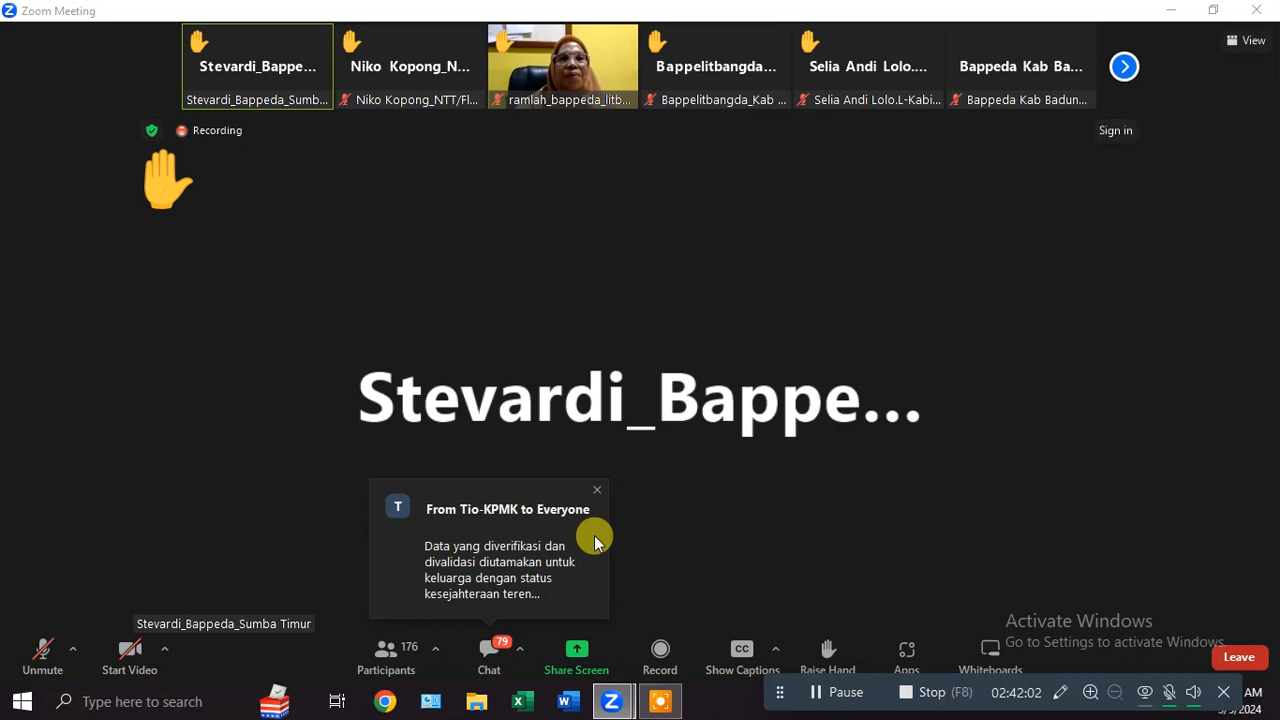 Zoom Meeting
Stevardi_Bappe...
Niko Kopong_N...
Bappelitbangda...
Selia Andi Lolo....
Bappeda Kab Ba...
View
Stevardi_Bappeda_Sumb...
Niko Kopong_NTT/Fl...
ramlah_bappeda_litb...
Bappelitbangda_Kab ...
Selia Andi Lolo.L-Kabi...
Bappeda Kab Badun...
Recording
Sign in
Stevardi_Bappe...
T
From Tio-KPMK to Everyone
Data yang diverifikasi dan
divalidasi diutamakan untuk
keluarga dengan status
kesejahteraan teren...
Stevardi_Bappeda_Sumba Timur
Activate Windows
Go to Settings to activate Windows.
176
79
CC
Unmute
Start Video
Participants
Chat
Share Screen
Record
Show Captions
Raise Hand
Apps
Whiteboards
Leave
Type here to search
Pause
Stop (F8)
02:42:02
AM